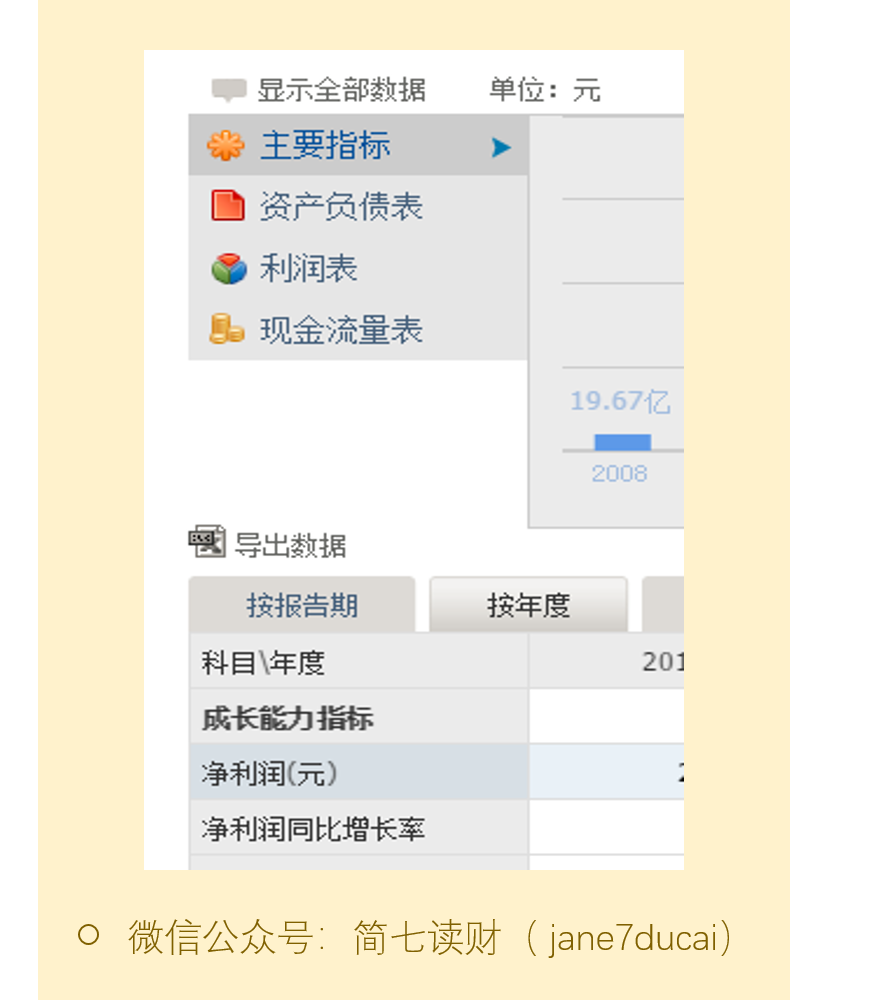 显示全部数据 单位：元
主要指标
资产负债表
利润表
现金流量表
19.67亿
2008
导出数据
按报告期 按年度
科目\年度 201
成长能力指标
净利润(元)
净利润同比增长率
微信公众号：简七读财（jane7ducai）